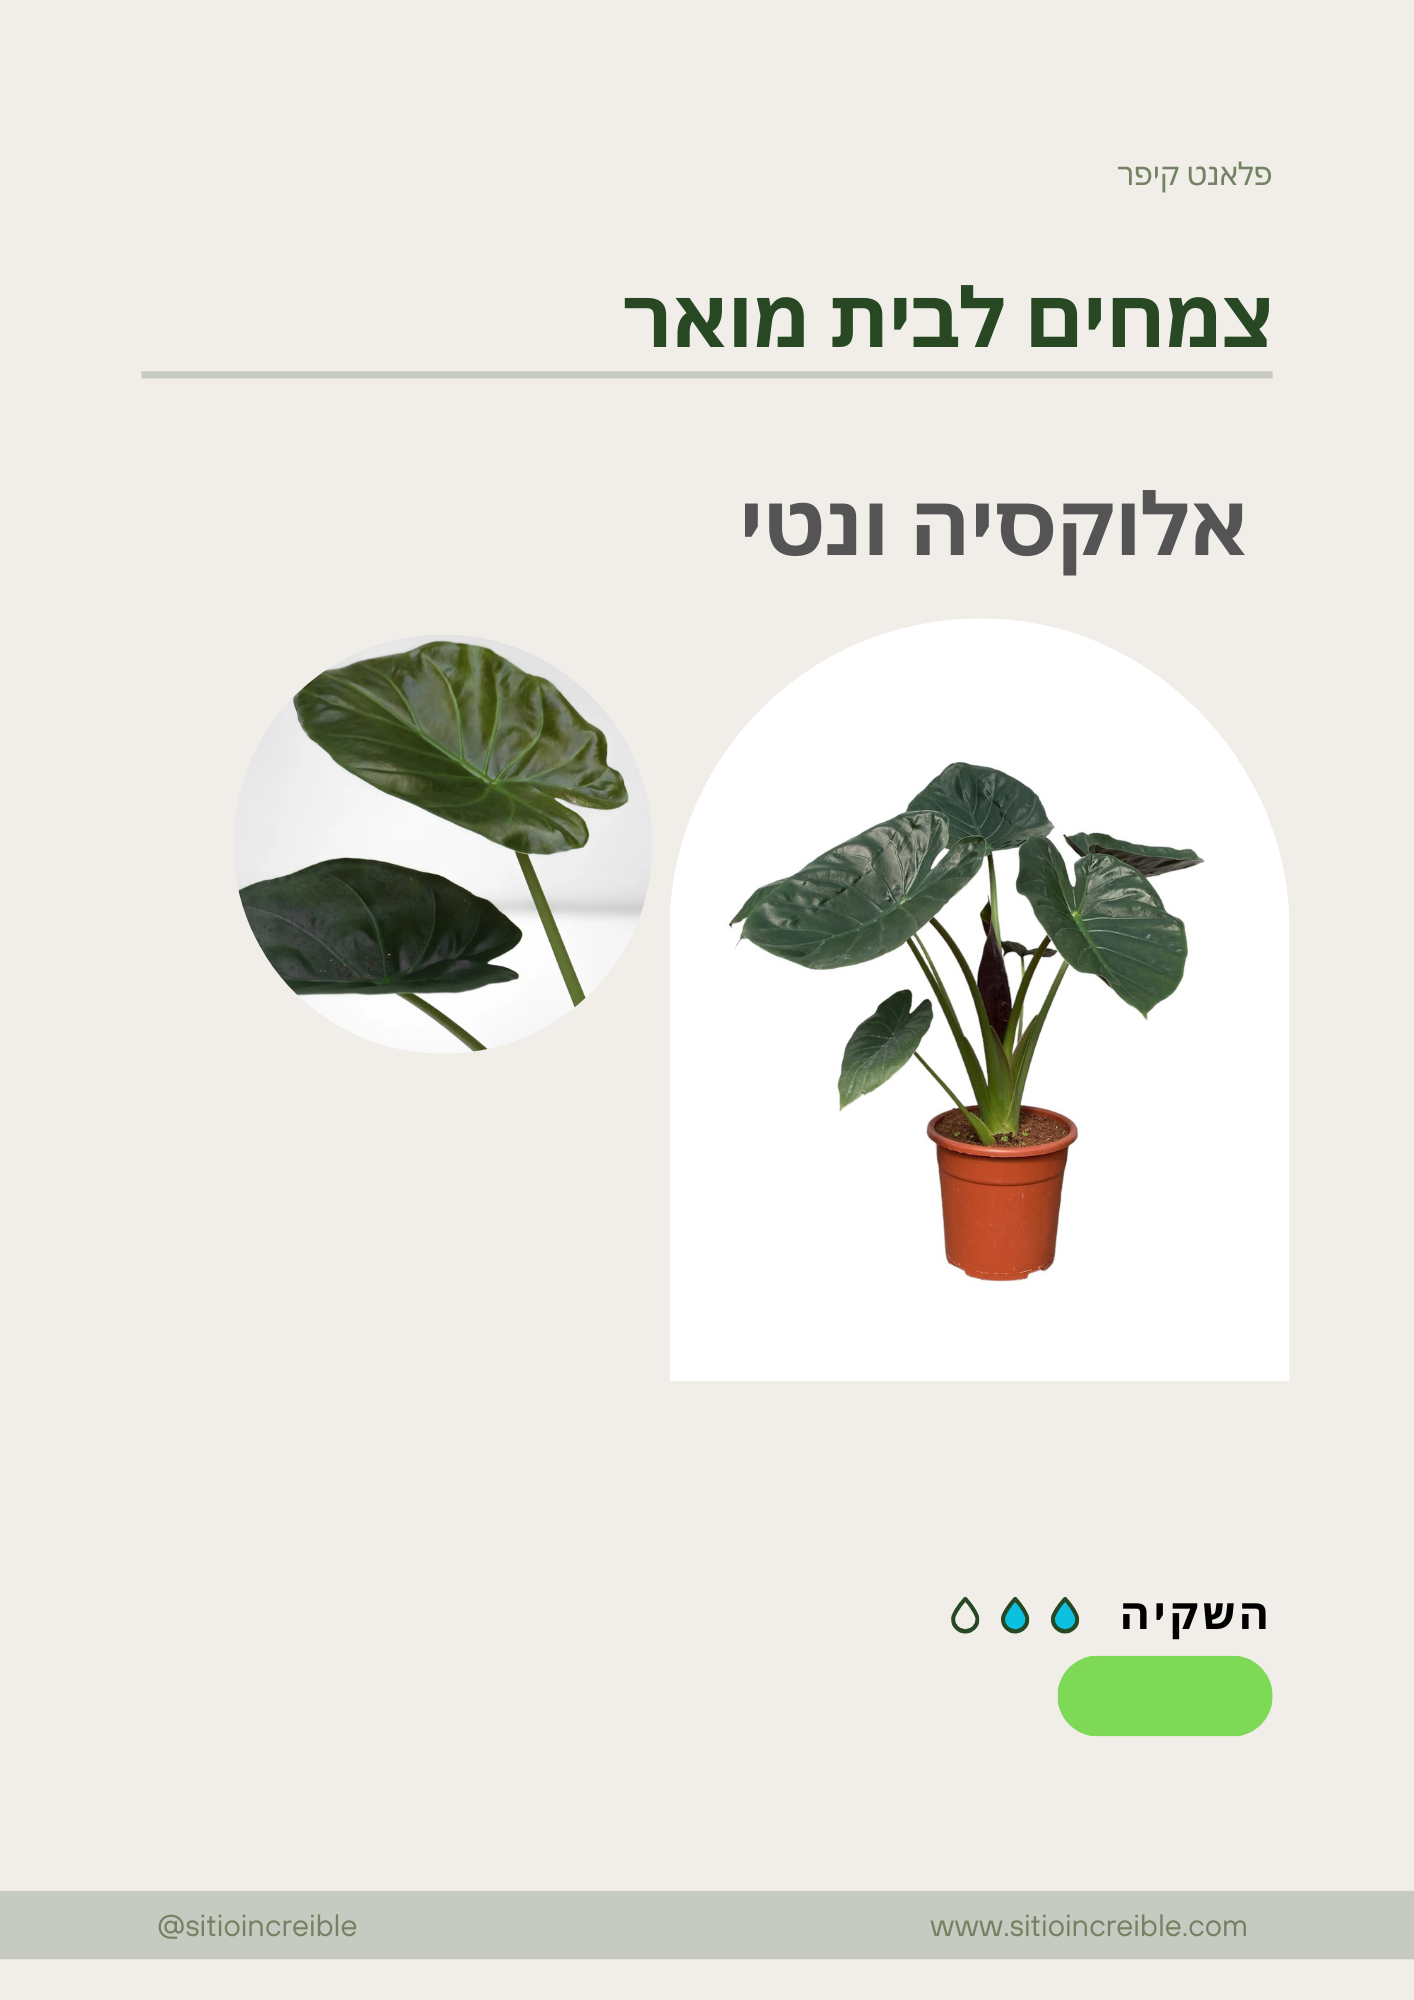 פלאנט קיפר
צמחים לבית מואר
אלוקסיה ונטי
השקיה
@sitioincreible
www.sitioincreible.com